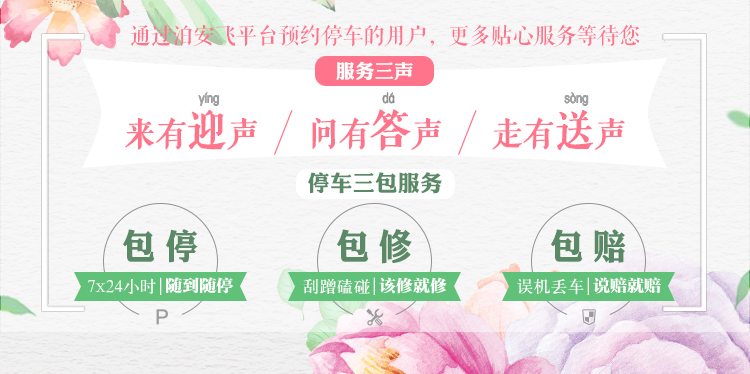 通过泊安飞平台预约停车的用户，更多贴心服务等待您
服务三声
yíng dá sòng
来有迎声 / 问有答声 / 走有送声
停车三包服务
包停 包修 包赔
7x24小时|随到随停 刮蹭磕碰|该修就修 误机丢车|说赔就赔
P